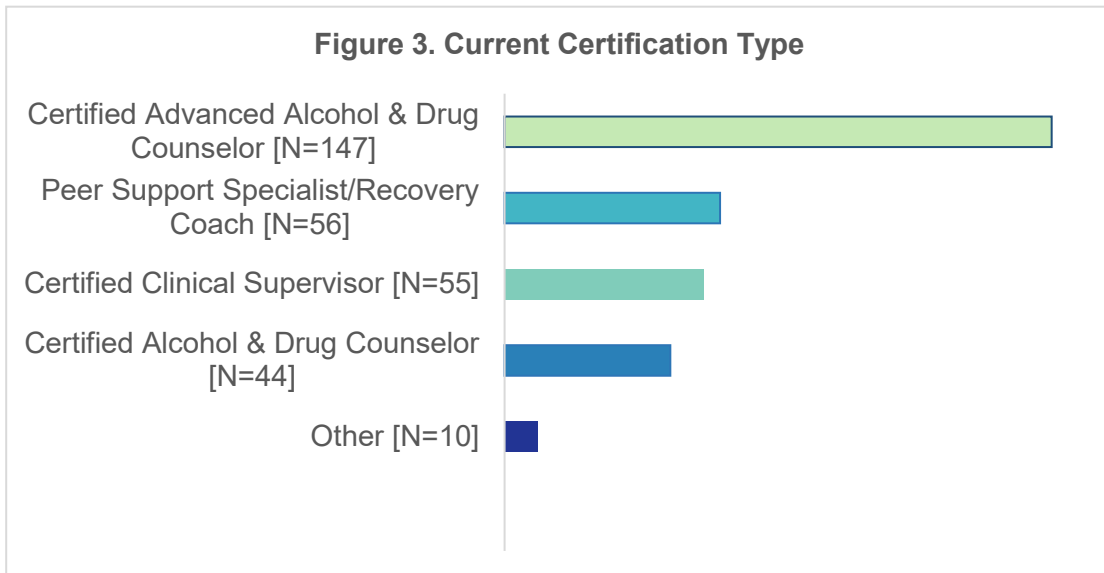 Figure 3. Current Certification Type
Certified Advanced Alcohol & Drug
Counselor [N=147]
Peer Support Specialist/Recovery
Coach [N=56]
Certified Clinical Supervisor [N=55]
Certified Alcohol & Drug Counselor
[N=44]
Other [N=10]